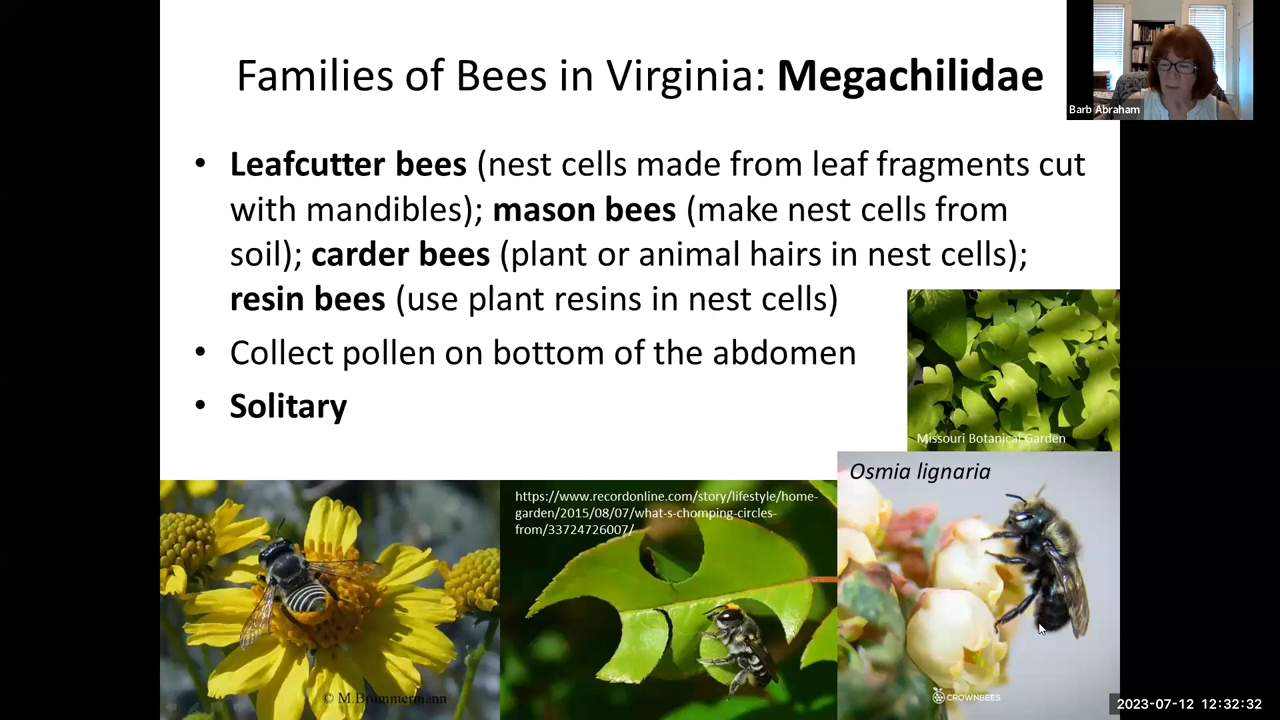 Families of Bees in Virginia: Megachilidae
Barb Abraham
• Leafcutter bees (nest cells made from leaf fragments cut
with mandibles); mason bees (make nest cells from
soil); carder bees (plant or animal hairs in nest cells);
resin bees (use plant resins in nest cells)
• Collect pollen on bottom of the abdomen
• Solitary
Missouri Botanical Garden
Osmia lignaria
https://www.recordonline.com/story/lifestyle/home-
garden/2015/08/07/what-s-chomping-circles-
from/33724726007/
© M.Brummermann
CROWNBEES
2023-07-12 12:32:32